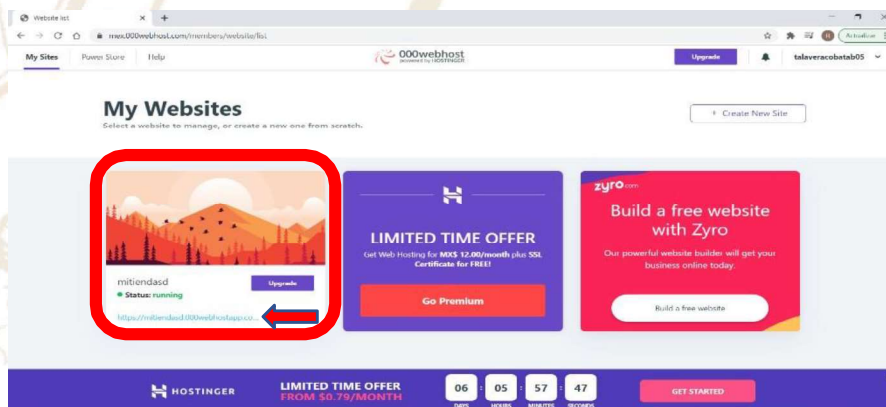 Website list
mex.000webhost.com/members/website/list
Actualizar
My Sites
Power Store
Help
000webhost
powered by HOSTINGER
Upgrade
talaveracobatab05
My Websites
Select a website to manage, or create a new one from scratch.
+ Create New Site
mitiendasd
Upgrade
Status: running
https://mitiendasd.000webhostapp.co...
LIMITED TIME OFFER
Get Web Hosting for MX$ 12.00/month plus SSL
Certificate for FREE!
Go Premium
zyro.com
Build a free website
with Zyro
Our powerful website builder will get your
business online today.
Build a free website
HOSTINGER
LIMITED TIME OFFER
FROM $0.79/MONTH
06 : 05 : 57 : 47
DAYS HOURS MINUTES SECONDS
GET STARTED